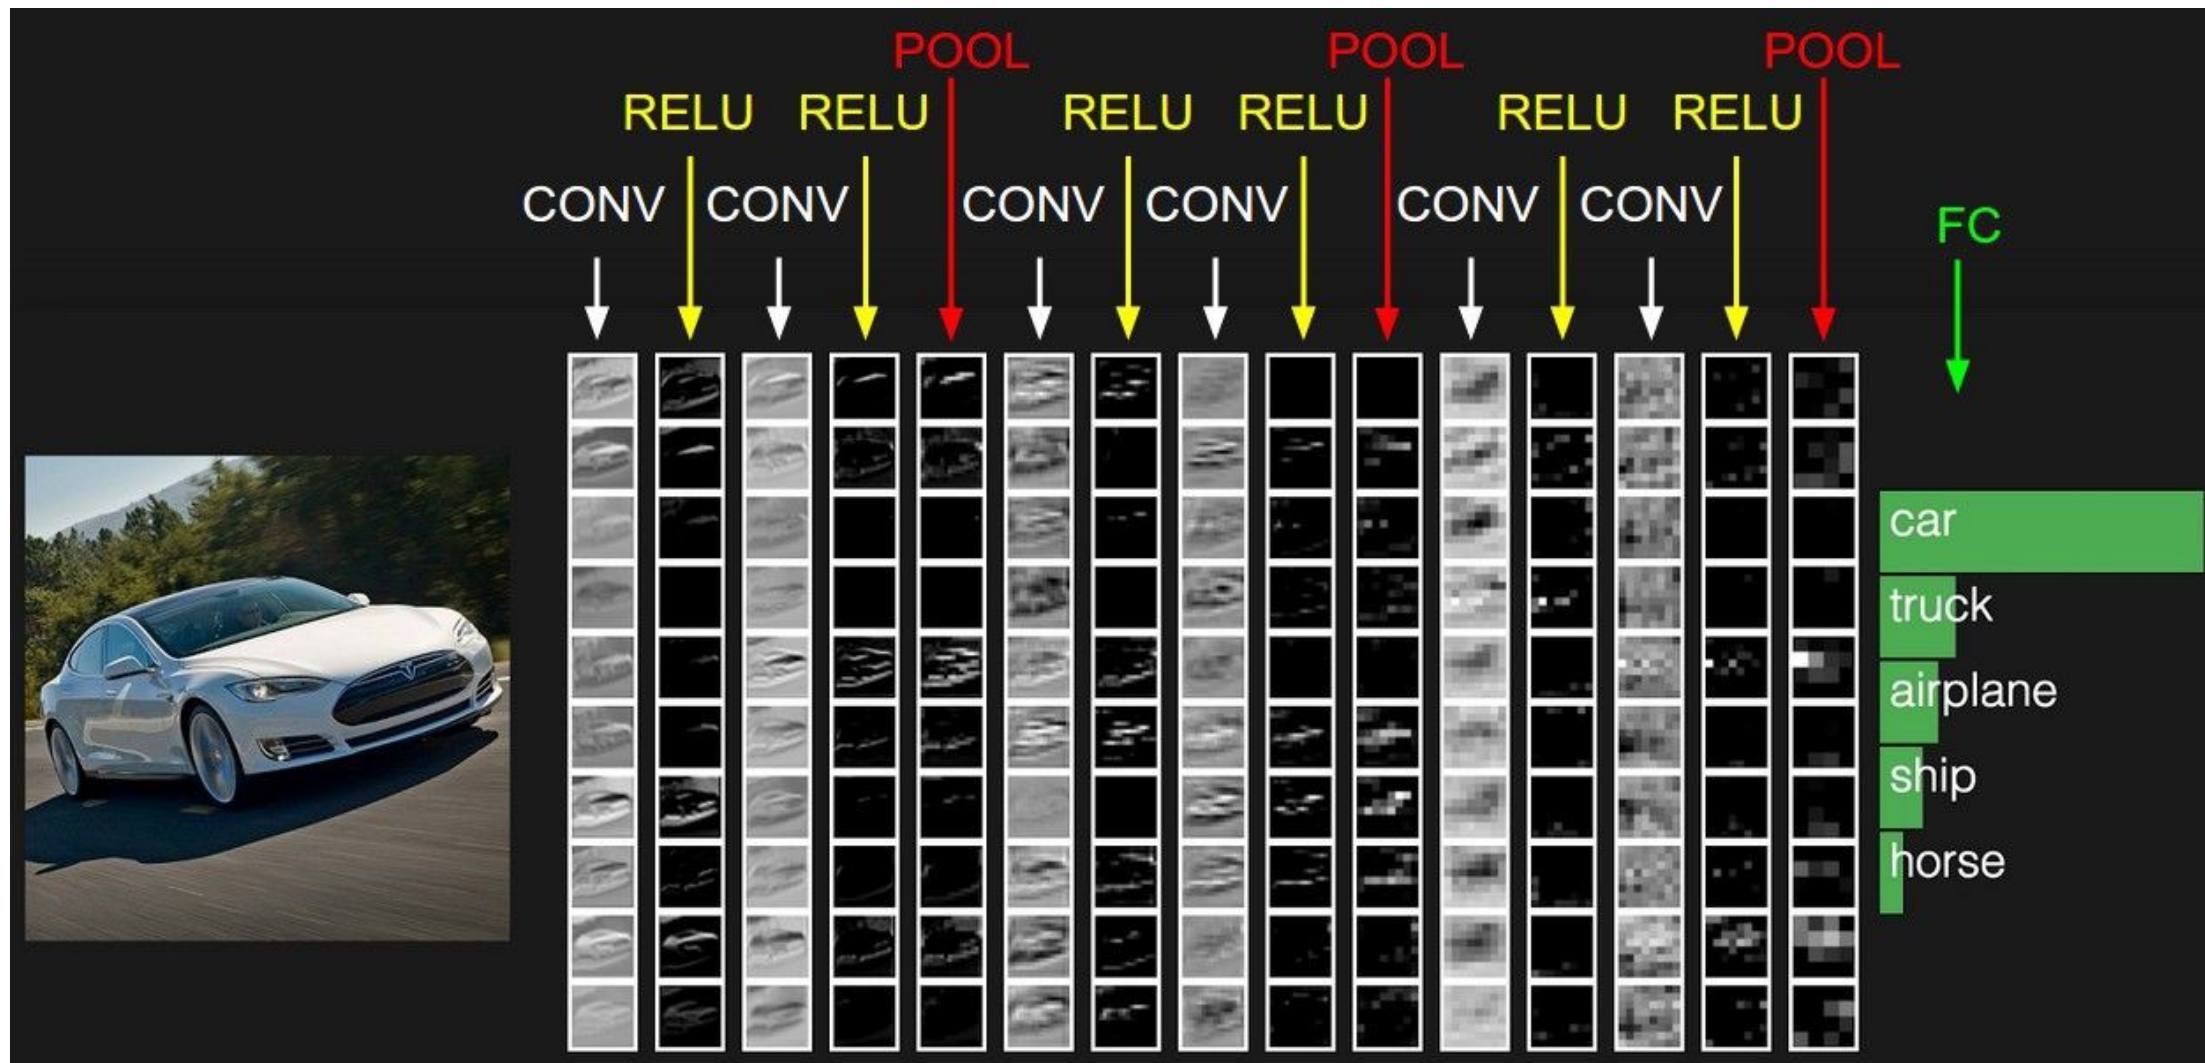 POOL POOL POOL
RELU RELU RELU RELU RELU RELU
CONV CONV CONV CONV CONV CONV
FC
car
truck
airplane
ship
horse